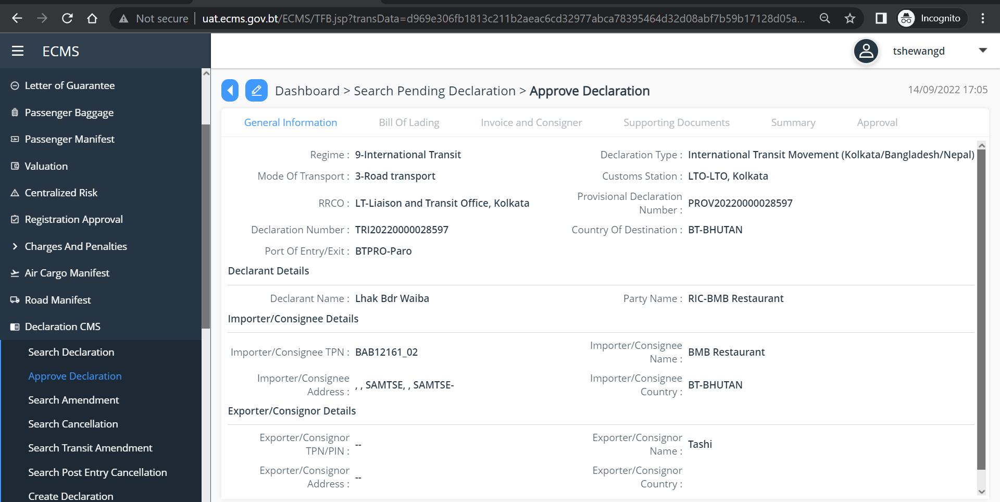 Not secure uat.ecms.gov.bt/ECMS/TFB.jsp?transData=d969e306fb1813c211b2aeac6cd32977abca78395464d32d08abf7b59b17128d05a... Incognito
ECMS
tshewangd
Letter of Guarantee
Passenger Baggage
Passenger Manifest
Valuation
Centralized Risk
Registration Approval
Charges And Penalties
Air Cargo Manifest
Road Manifest
Declaration CMS
Search Declaration
Approve Declaration
Search Amendment
Search Cancellation
Search Transit Amendment
Search Post Entry Cancellation
Create Declaration
Dashboard > Search Pending Declaration > Approve Declaration
14/09/2022 17:05
General Information Bill Of Lading Invoice and Consigner Supporting Documents Summary Approval
Regime : 9-International Transit
Declaration Type : International Transit Movement (Kolkata/Bangladesh/Nepal)
Mode Of Transport : 3-Road transport
Customs Station : LTO-LTO, Kolkata
RRCO : LT-Liaison and Transit Office, Kolkata
Provisional Declaration
Number : PROV20220000028597
Declaration Number : TRI20220000028597
Country Of Destination : BT-BHUTAN
Port Of Entry/Exit : BTPRO-Paro
Declarant Details
Declarant Name : Lhak Bdr Waiba
Party Name : RIC-BMB Restaurant
Importer/Consignee Details
Importer/Consignee TPN : BAB12161_02
Importer/Consignee
Name : BMB Restaurant
Importer/Consignee
Address : , , SAMTSE, , SAMTSE-
Importer/Consignee
Country : BT-BHUTAN
Exporter/Consignor Details
Exporter/Consignor
TPN/PIN : --
Exporter/Consignor
Name : Tashi
Exporter/Consignor
Address : --
Exporter/Consignor
Country :